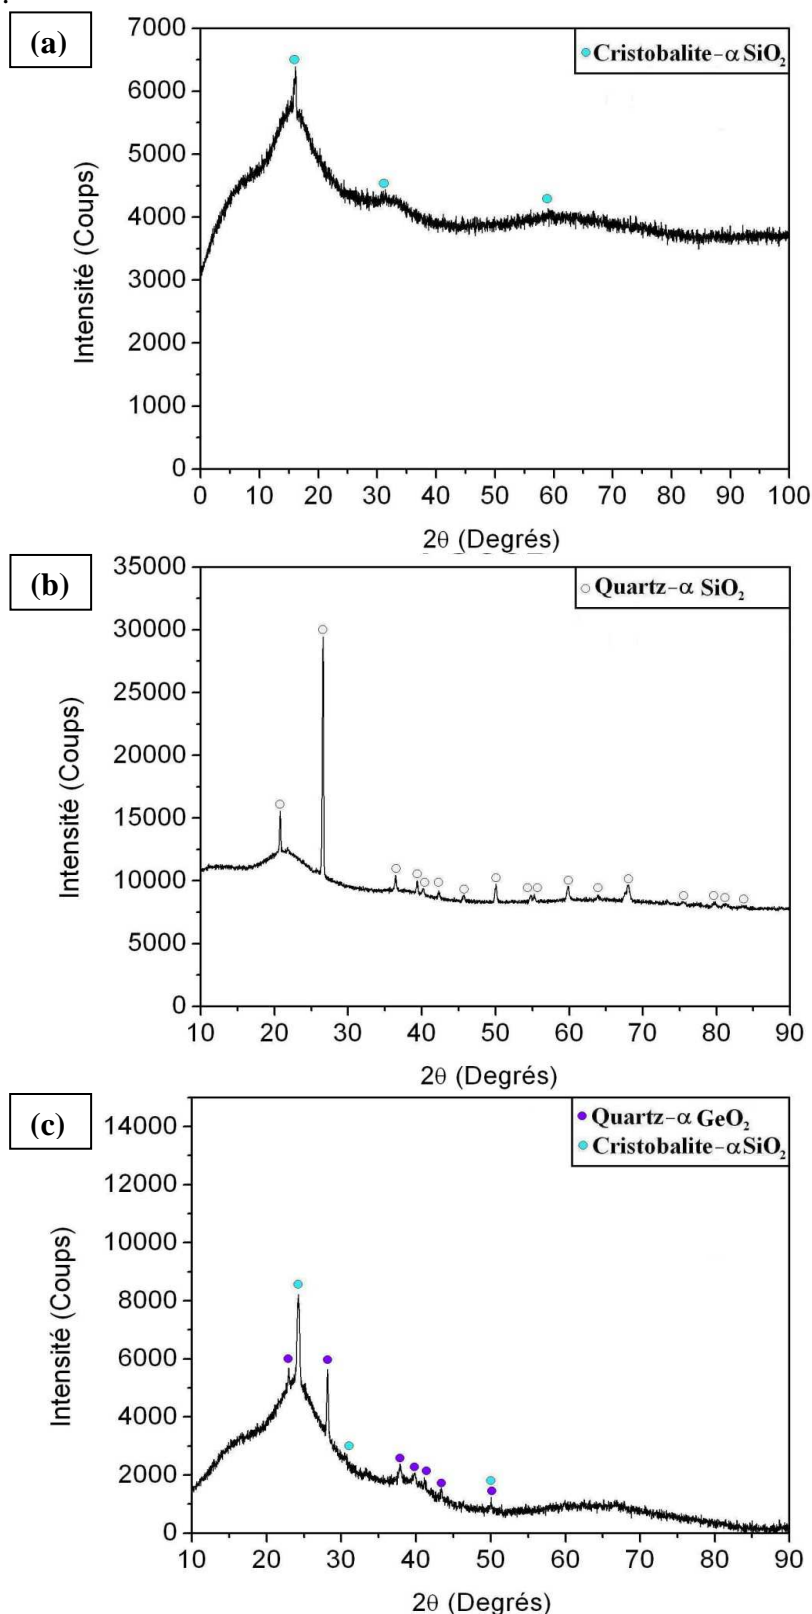 (a)
Cristobalite-α SiO₂
7000
6000
5000
4000
3000
2000
1000
0
Intensité (Coups)
0 10 20 30 40 50 60 70 80 90 100
2θ (Degrés)
(b)
Quartz-α SiO₂
35000
30000
25000
20000
15000
10000
5000
0
Intensité (Coups)
10 20 30 40 50 60 70 80 90
2θ (Degrés)
(c)
Quartz-α GeO₂
Cristobalite-αSiO₂
14000
12000
10000
8000
6000
4000
2000
0
Intensité (Coups)
10 20 30 40 50 60 70 80 90
2θ (Degrés)